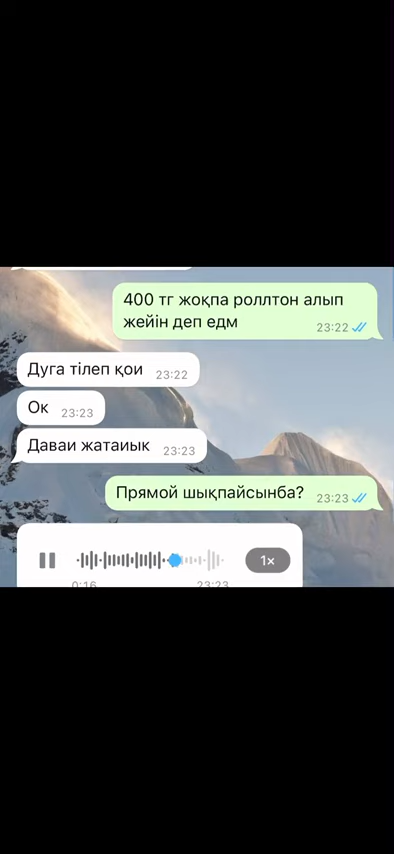 400 тг жоқпа роллтон алып
жейін деп едм
23:22
Дуга тілеп қои 23:22
Ок 23:23
Даваи жатаиык 23:23
Прямой шықпайсынба? 23:23
1×
0:16 23:23